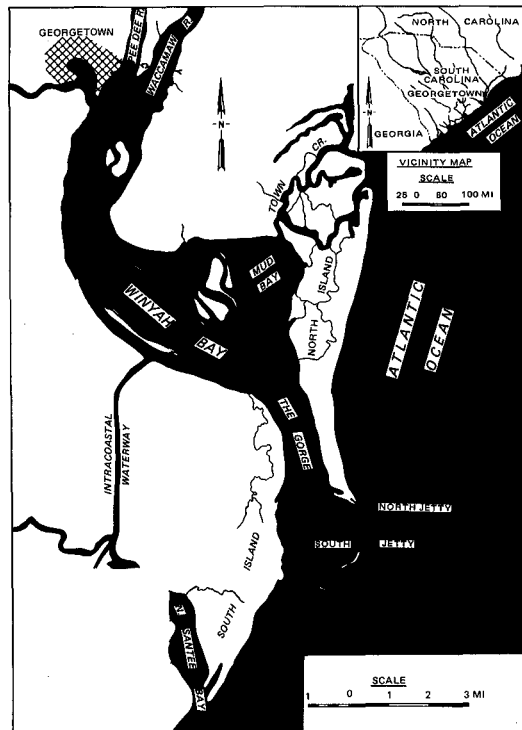 GEORGETOWN
PEE DEE R.
WACCAMAW R.
N
TOWN CR.
MUD BAY
WINYAH BAY
NORTH ISLAND
ATLANTIC OCEAN
THE GORGE
INTRACOASTAL WATERWAY
NORTH JETTY
SOUTH JETTY
SOUTH ISLAND
N. SANTEE BAY
SCALE
1 0 1 2 3 MI
NORTH CAROLINA
SOUTH CAROLINA
GEORGETOWN
GEORGIA
ATLANTIC OCEAN
N
VICINITY MAP
SCALE
25 0 50 100 MI